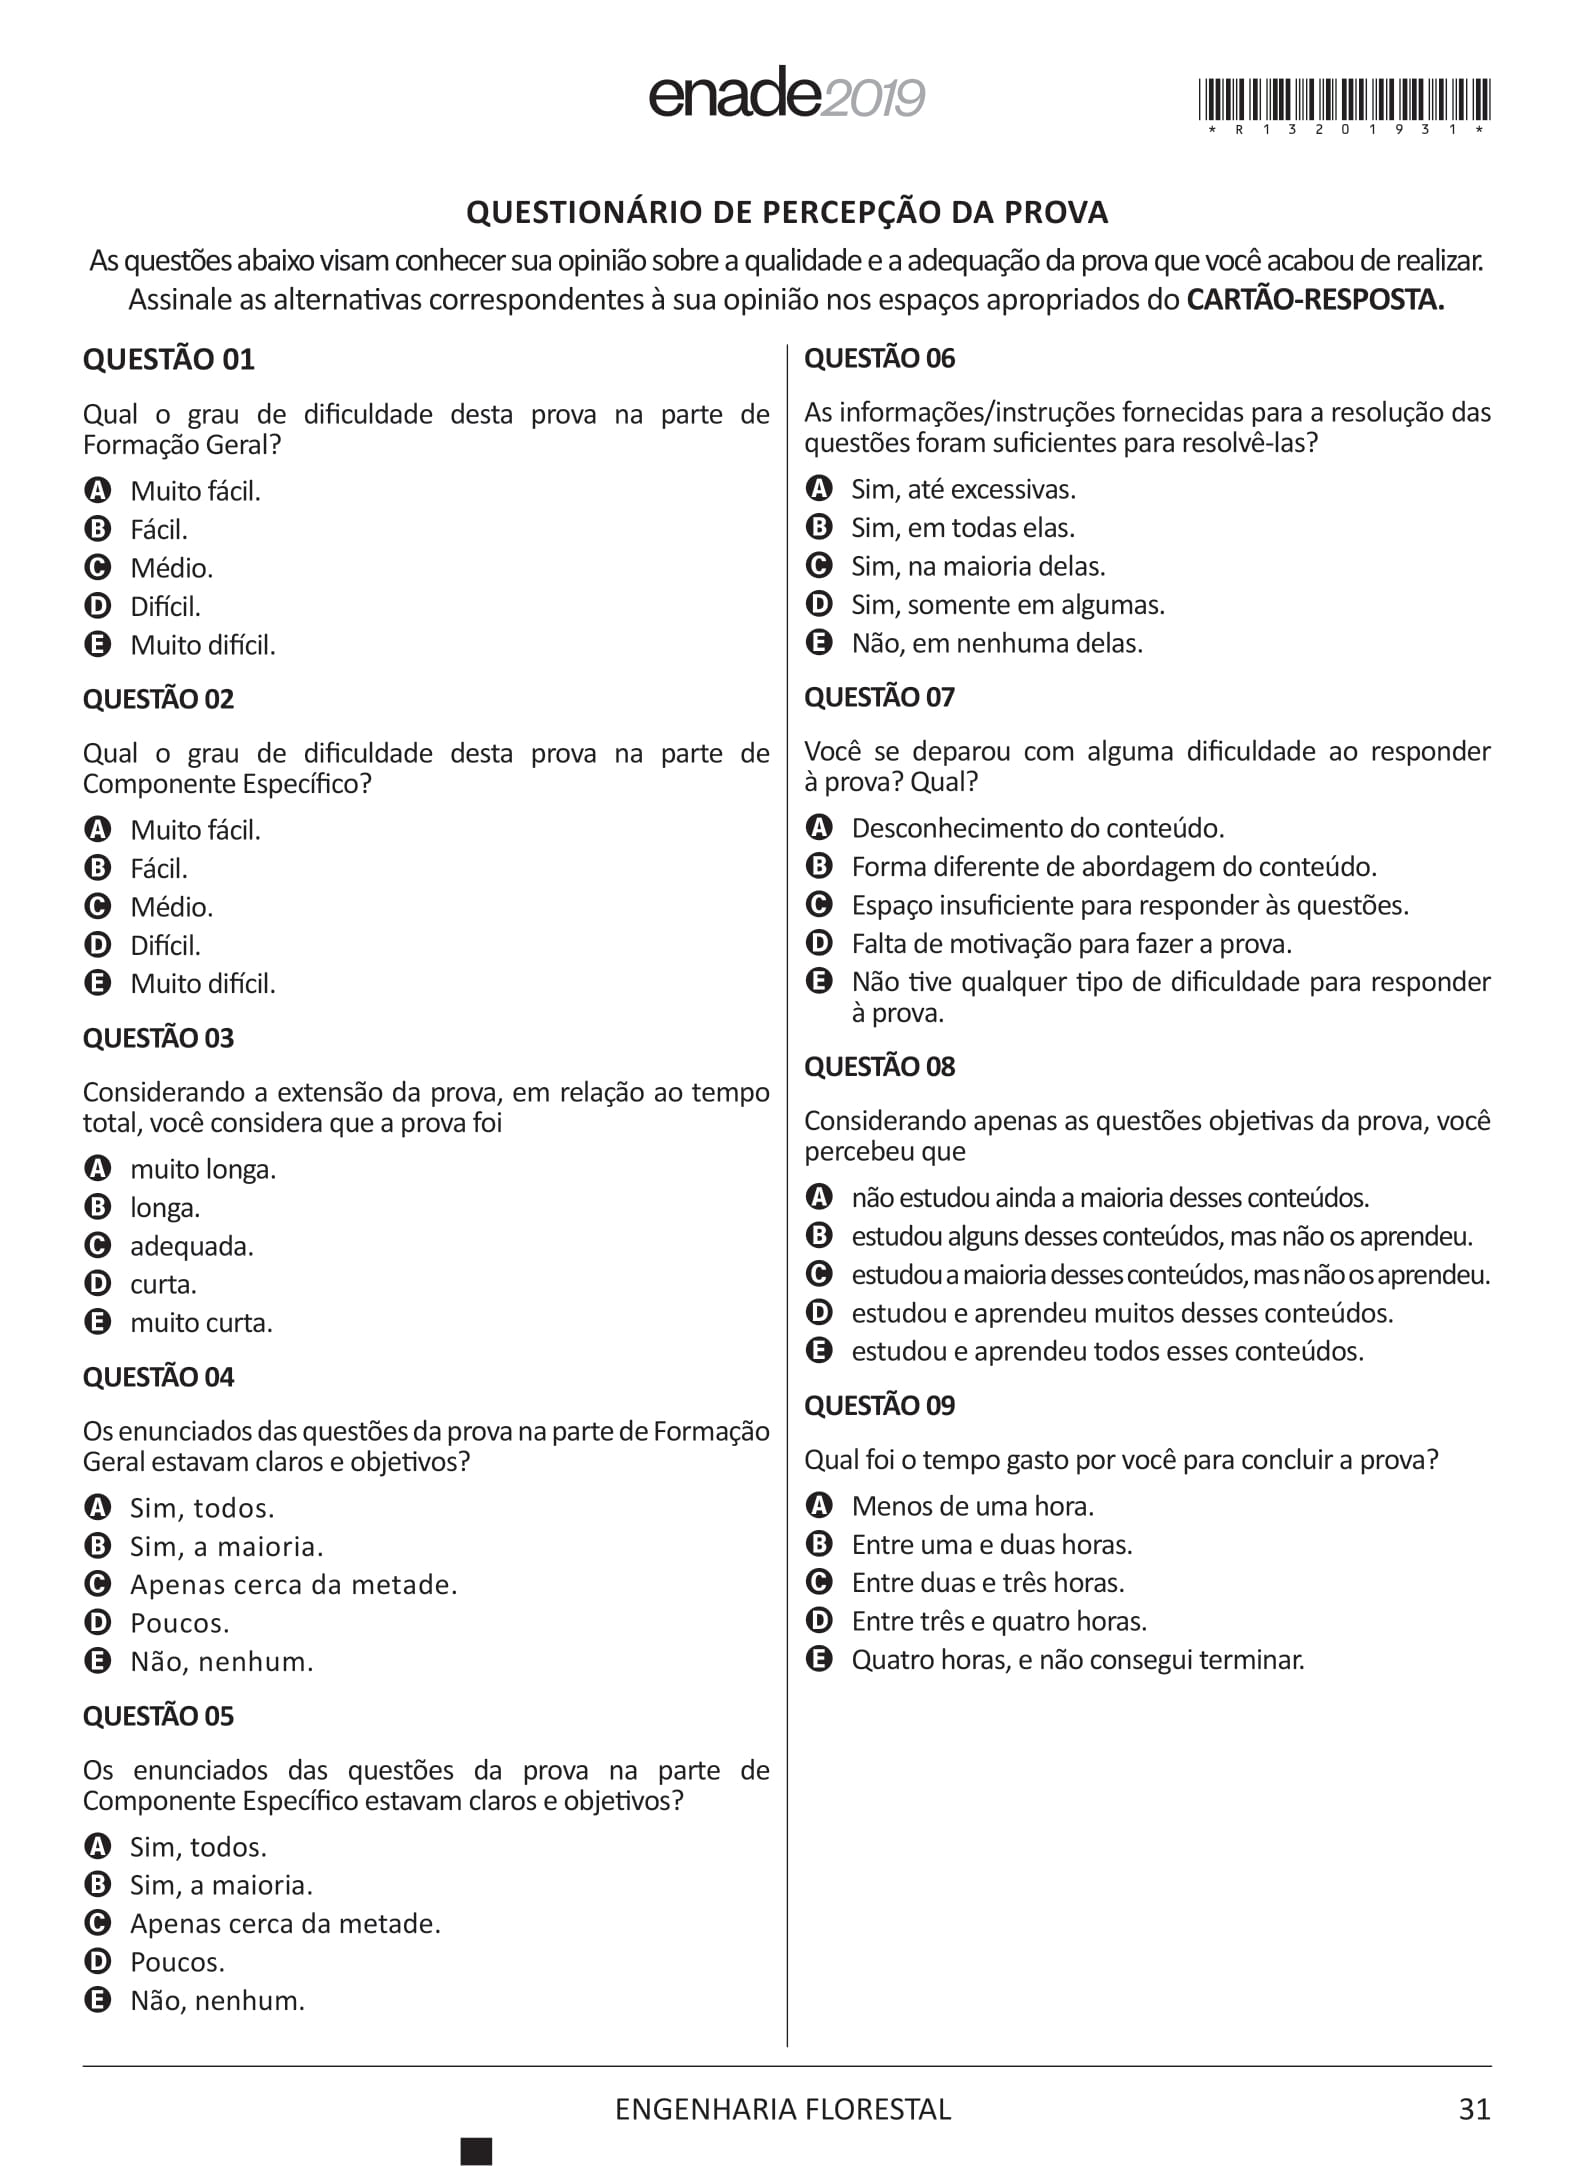 enade2019
*R13201931*
QUESTIONÁRIO DE PERCEPÇÃO DA PROVA
As questões abaixo visam conhecer sua opinião sobre a qualidade e a adequação da prova que você acabou de realizar.
Assinale as alternativas correspondentes à sua opinião nos espaços apropriados do CARTÃO-RESPOSTA.
QUESTÃO 01
Qual o grau de dificuldade desta prova na parte de
Formação Geral?
A Muito fácil.
B Fácil.
C Médio.
D Difícil.
E Muito difícil.
QUESTÃO 02
Qual o grau de dificuldade desta prova na parte de
Componente Específico?
A Muito fácil.
B Fácil.
C Médio.
D Difícil.
E Muito difícil.
QUESTÃO 03
Considerando a extensão da prova, em relação ao tempo
total, você considera que a prova foi
A muito longa.
B longa.
C adequada.
D curta.
E muito curta.
QUESTÃO 04
Os enunciados das questões da prova na parte de Formação
Geral estavam claros e objetivos?
A Sim, todos.
B Sim, a maioria.
C Apenas cerca da metade.
D Poucos.
E Não, nenhum.
QUESTÃO 05
Os enunciados das questões da prova na parte de
Componente Específico estavam claros e objetivos?
A Sim, todos.
B Sim, a maioria.
C Apenas cerca da metade.
D Poucos.
E Não, nenhum.
QUESTÃO 06
As informações/instruções fornecidas para a resolução das
questões foram suficientes para resolvê-las?
A Sim, até excessivas.
B Sim, em todas elas.
C Sim, na maioria delas.
D Sim, somente em algumas.
E Não, em nenhuma delas.
QUESTÃO 07
Você se deparou com alguma dificuldade ao responder
à prova? Qual?
A Desconhecimento do conteúdo.
B Forma diferente de abordagem do conteúdo.
C Espaço insuficiente para responder às questões.
D Falta de motivação para fazer a prova.
E Não tive qualquer tipo de dificuldade para responder
à prova.
QUESTÃO 08
Considerando apenas as questões objetivas da prova, você
percebeu que
A não estudou ainda a maioria desses conteúdos.
B estudou alguns desses conteúdos, mas não os aprendeu.
C estudou a maioria desses conteúdos, mas não os aprendeu.
D estudou e aprendeu muitos desses conteúdos.
E estudou e aprendeu todos esses conteúdos.
QUESTÃO 09
Qual foi o tempo gasto por você para concluir a prova?
A Menos de uma hora.
B Entre uma e duas horas.
C Entre duas e três horas.
D Entre três e quatro horas.
E Quatro horas, e não consegui terminar.
ENGENHARIA FLORESTAL
31